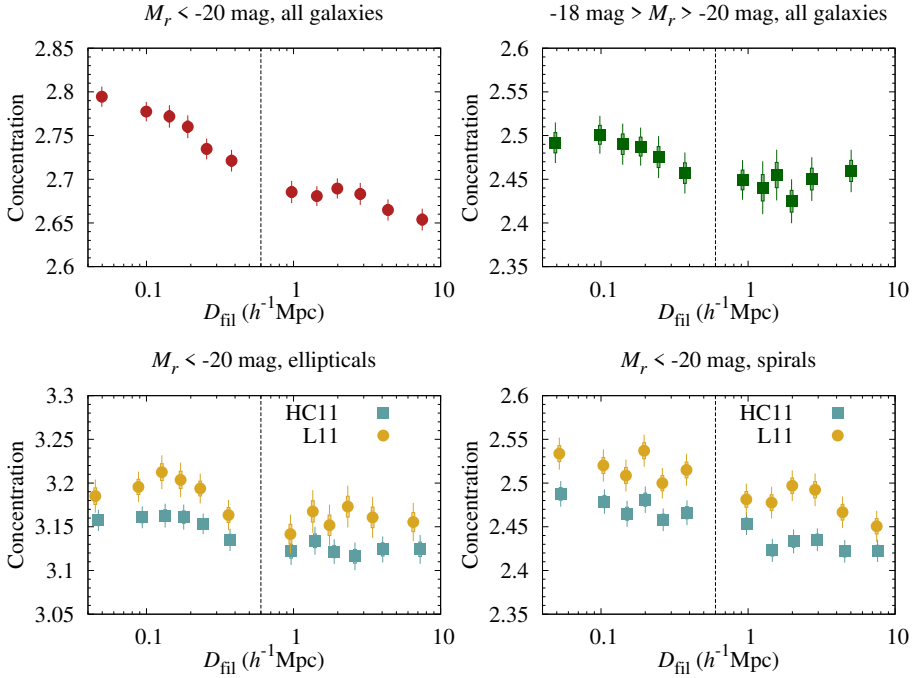 M_r < -20 mag, all galaxies
Concentration
2.85
2.8
2.75
2.7
2.65
2.6
0.1 1 10
D_fil (h^-1Mpc)
-18 mag > M_r > -20 mag, all galaxies
Concentration
2.6
2.55
2.5
2.45
2.4
2.35
0.1 1 10
D_fil (h^-1Mpc)
M_r < -20 mag, ellipticals
Concentration
3.3
3.25
3.2
3.15
3.1
3.05
HC11
L11
0.1 1 10
D_fil (h^-1Mpc)
M_r < -20 mag, spirals
Concentration
2.6
2.55
2.5
2.45
2.4
2.35
HC11
L11
0.1 1 10
D_fil (h^-1Mpc)